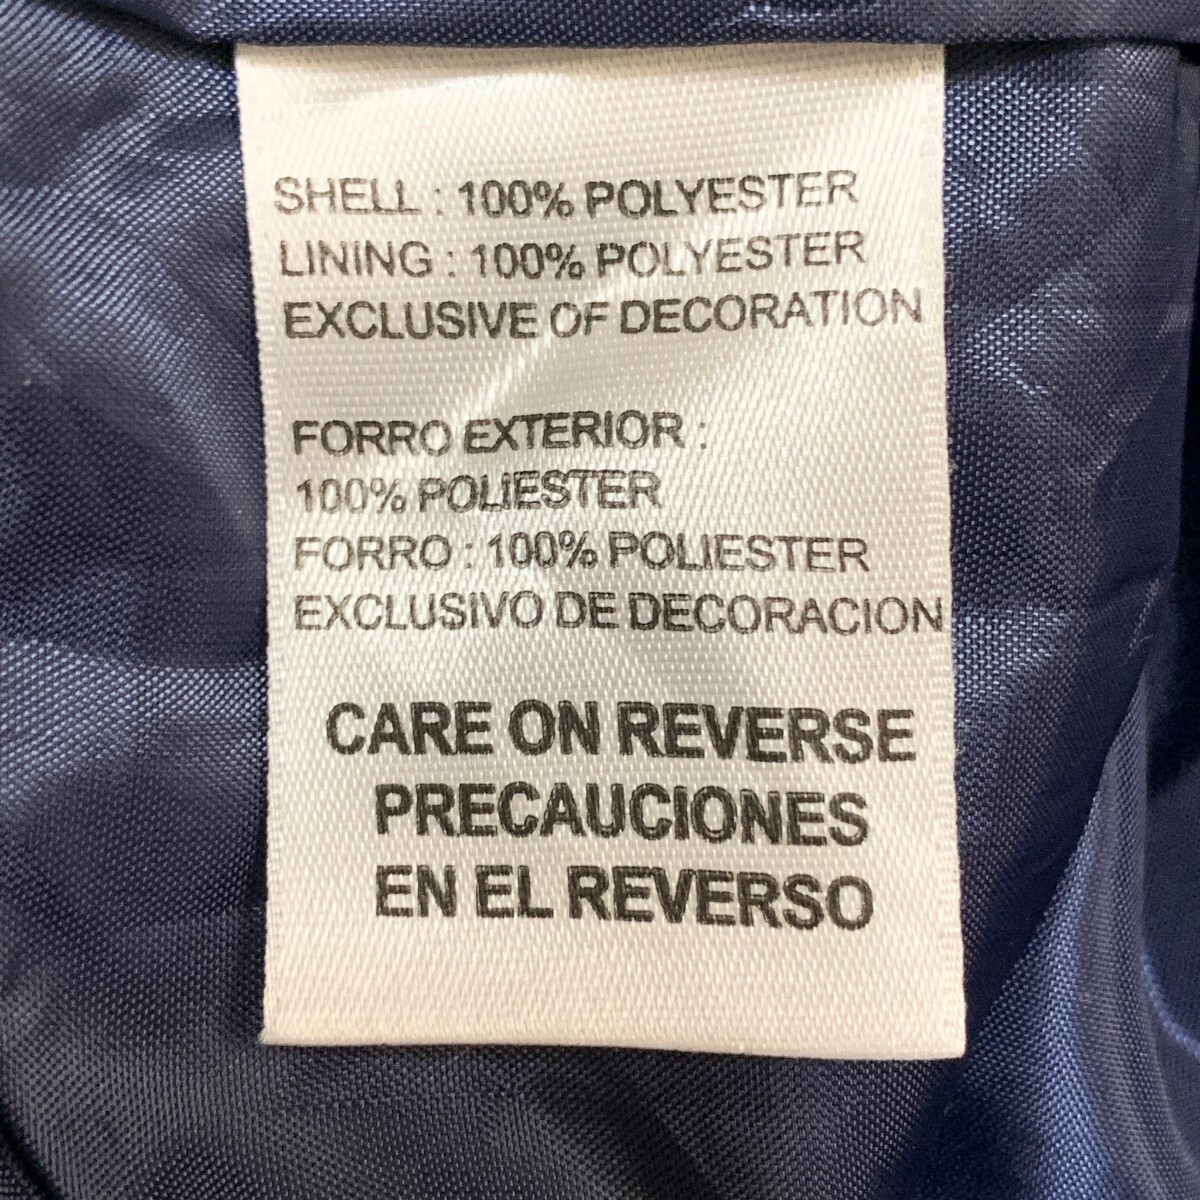 SHELL : 100% POLYESTER
LINING : 100% POLYESTER
EXCLUSIVE OF DECORATION
FORRO EXTERIOR :
100% POLIESTER
FORRO : 100% POLIESTER
EXCLUSIVO DE DECORACION
CARE ON REVERSE
PRECAUCIONES
EN EL REVERSO